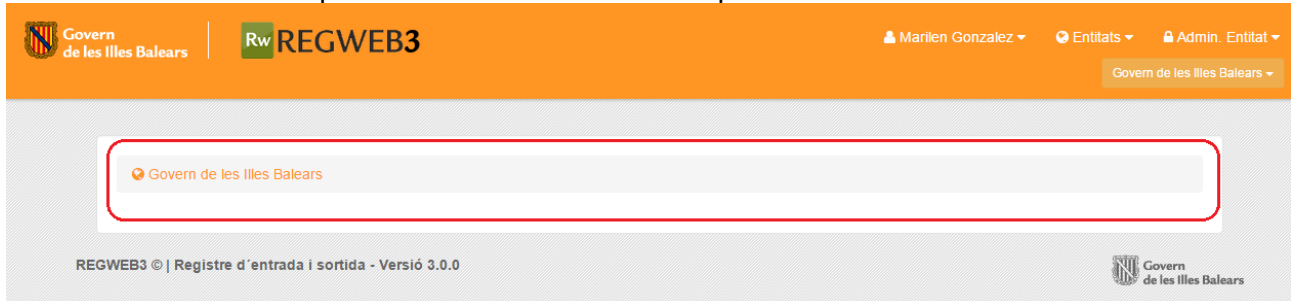 Govern
de les Illes Balears
Rw REGWEB3
Marilen Gonzalez
Entitats
Admin. Entitat
Govern de les Illes Balears
Govern de les Illes Balears
REGWEB3 © | Registre d´entrada i sortida - Versió 3.0.0
Govern
de les Illes Balears